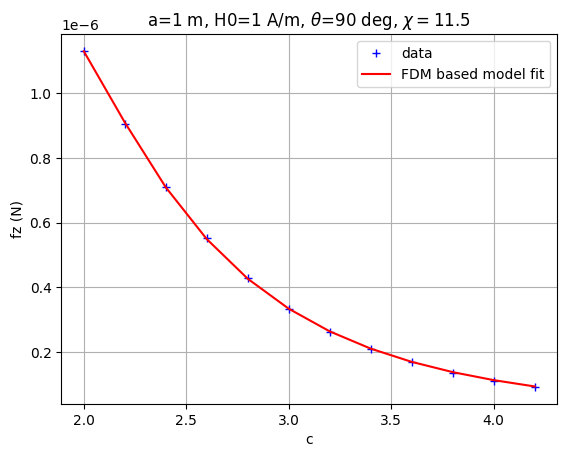 a=1 m, H0=1 A/m, θ=90 deg, χ = 11.5
1e−6
data
FDM based model fit
1.0
0.8
0.6
0.4
0.2
fz (N)
2.0 2.5 3.0 3.5 4.0
c